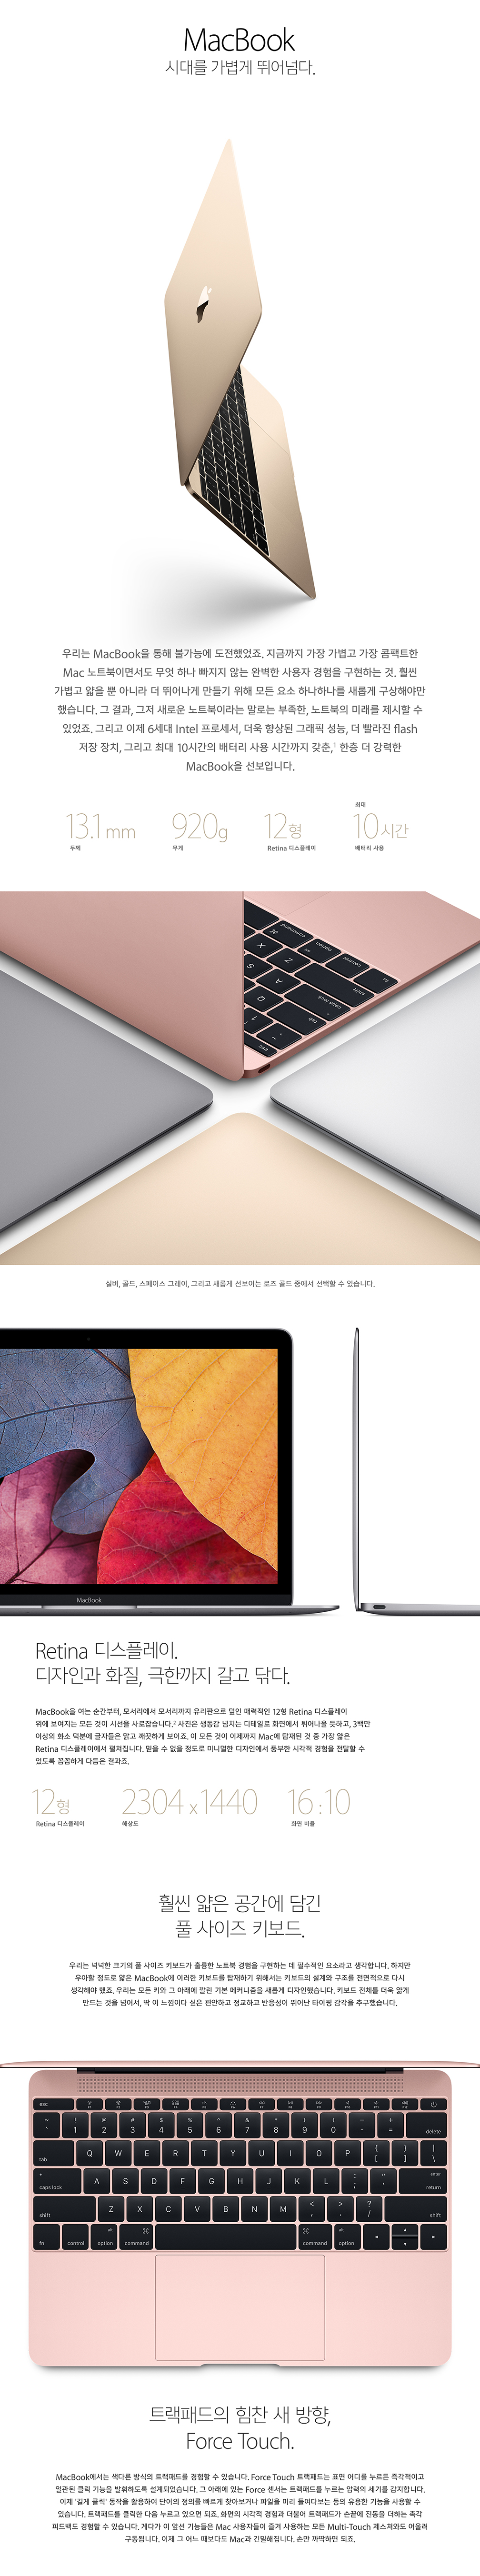 MacBook
시대를 가볍게 뛰어넘다.
우리는 MacBook을 통해 불가능에 도전했었죠. 지금까지 가장 가볍고 가장 콤팩트한
Mac 노트북이면서도 무엇 하나 빠지지 않는 완벽한 사용자 경험을 구현하는 것. 훨씬
가볍고 얇을 뿐 아니라 더 뛰어나게 만들기 위해 모든 요소 하나하나를 새롭게 구상해야만
했습니다. 그 결과, 그저 새로운 노트북이라는 말로는 부족한, 노트북의 미래를 제시할 수
있었죠. 그리고 이제 6세대 Intel 프로세서, 더욱 향상된 그래픽 성능, 더 빨라진 flash
저장 장치, 그리고 최대 10시간의 배터리 사용 시간까지 갖춘,¹ 한층 더 강력한
MacBook을 선보입니다.
최대
13.1 mm 920g 12형 10시간
두께 무게 Retina 디스플레이 배터리 사용
실버, 골드, 스페이스 그레이, 그리고 새롭게 선보이는 로즈 골드 중에서 선택할 수 있습니다.
MacBook
Retina 디스플레이.
디자인과 화질, 극한까지 갈고 닦다.
MacBook을 여는 순간부터, 모서리에서 모서리까지 유리판으로 덮인 매력적인 12형 Retina 디스플레이
위에 보여지는 모든 것이 시선을 사로잡습니다.² 사진은 생동감 넘치는 디테일로 화면에서 튀어나올 듯하고, 3백만
이상의 화소 덕분에 글자들은 맑고 깨끗하게 보이죠. 이 모든 것이 이제까지 Mac에 탑재된 것 중 가장 얇은
Retina 디스플레이에서 펼쳐집니다. 믿을 수 없을 정도로 미니멀한 디자인에서 풍부한 시각적 경험을 전달할 수
있도록 꼼꼼하게 다듬은 결과죠.
12형 2304 x 1440 16:10
Retina 디스플레이 해상도 화면 비율
훨씬 얇은 공간에 담긴
풀 사이즈 키보드.
우리는 넉넉한 크기의 풀 사이즈 키보드가 훌륭한 노트북 경험을 구현하는 데 필수적인 요소라고 생각합니다. 하지만
우아할 정도로 얇은 MacBook에 이러한 키보드를 탑재하기 위해서는 키보드의 설계와 구조를 전면적으로 다시
생각해야 했죠. 우리는 모든 키와 그 아래에 깔린 기본 메커니즘을 새롭게 디자인했습니다. 키보드 전체를 더욱 얇게
만드는 것을 넘어서, 딱 이 느낌이다 싶은 편안하고 정교하고 반응성이 뛰어난 타이핑 감각을 추구했습니다.
esc
~ ! @ # $ % ^ & * ( ) _ +
` 1 2 3 4 5 6 7 8 9 0 - = delete
tab Q W E R T Y U I O P { [ } ] | \
caps lock A S D F G H J K L : ; " ' enter return
shift Z X C V B N M < , > . ? / shift
fn control alt option ⌘ command ⌘ command alt option
트랙패드의 힘찬 새 방향,
Force Touch.
MacBook에서는 색다른 방식의 트랙패드를 경험할 수 있습니다. Force Touch 트랙패드는 표면 어디를 누르든 즉각적이고
일관된 클릭 기능을 발휘하도록 설계되었습니다. 그 아래에 있는 Force 센서는 트랙패드를 누르는 압력의 세기를 감지합니다.
이제 '길게 클릭' 동작을 활용하여 단어의 정의를 빠르게 찾아보거나 파일을 미리 들여다보는 등의 유용한 기능을 사용할 수
있습니다. 트랙패드를 클릭한 다음 누르고 있으면 되죠. 화면의 시각적 경험과 더불어 트랙패드가 손끝에 진동을 더하는 촉각
피드백도 경험할 수 있습니다. 게다가 이 앞선 기능들은 Mac 사용자들이 즐겨 사용하는 모든 Multi-Touch 제스처와도 어울려
구동됩니다. 이제 그 어느 때보다도 Mac과 긴밀해집니다. 손만 까딱하면 되죠.